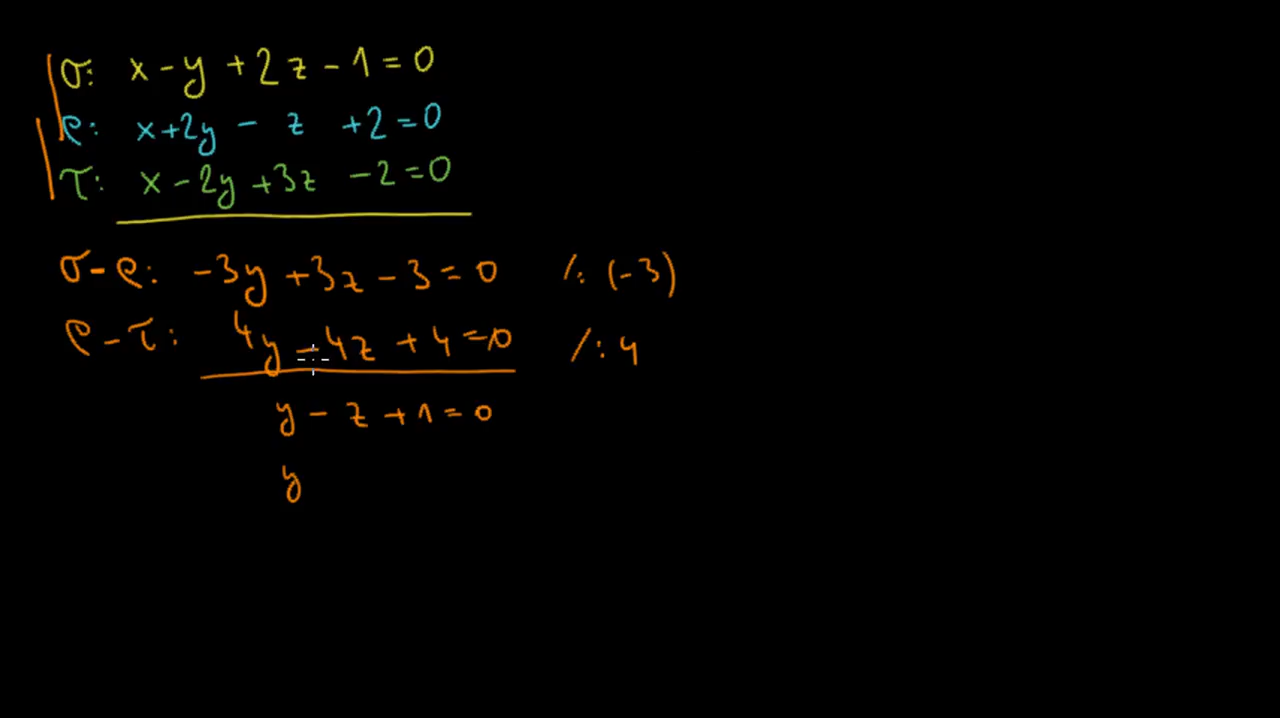 σ: x - y + 2z - 1 = 0
ρ: x + 2y - z + 2 = 0
τ: x - 2y + 3z - 2 = 0
σ - ρ: -3y + 3z - 3 = 0 /: (-3)
ρ - τ: 4y - 4z + 4 = 0 /: 4
y - z + 1 = 0
y